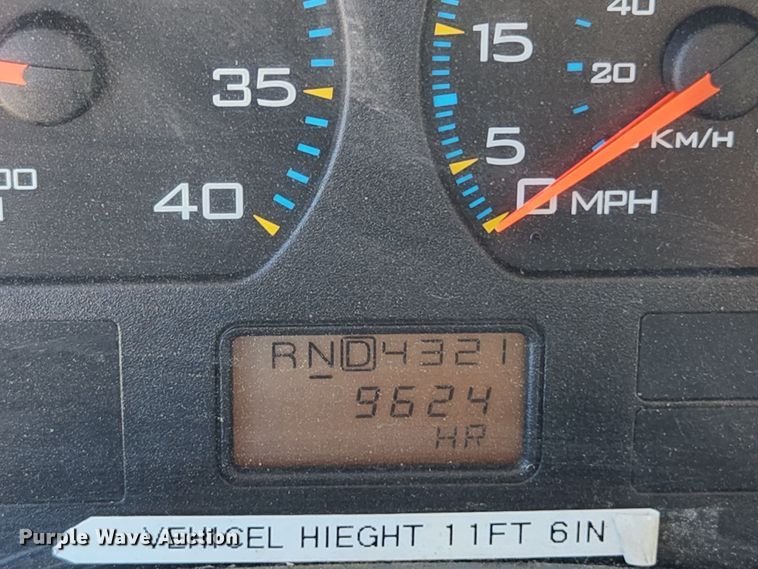 40
15
20
35
5
KM/H
00
40
0 MPH
RND4321
9624
HR
VEHICEL HIEGHT 11FT 6IN
Purple Wave Auction